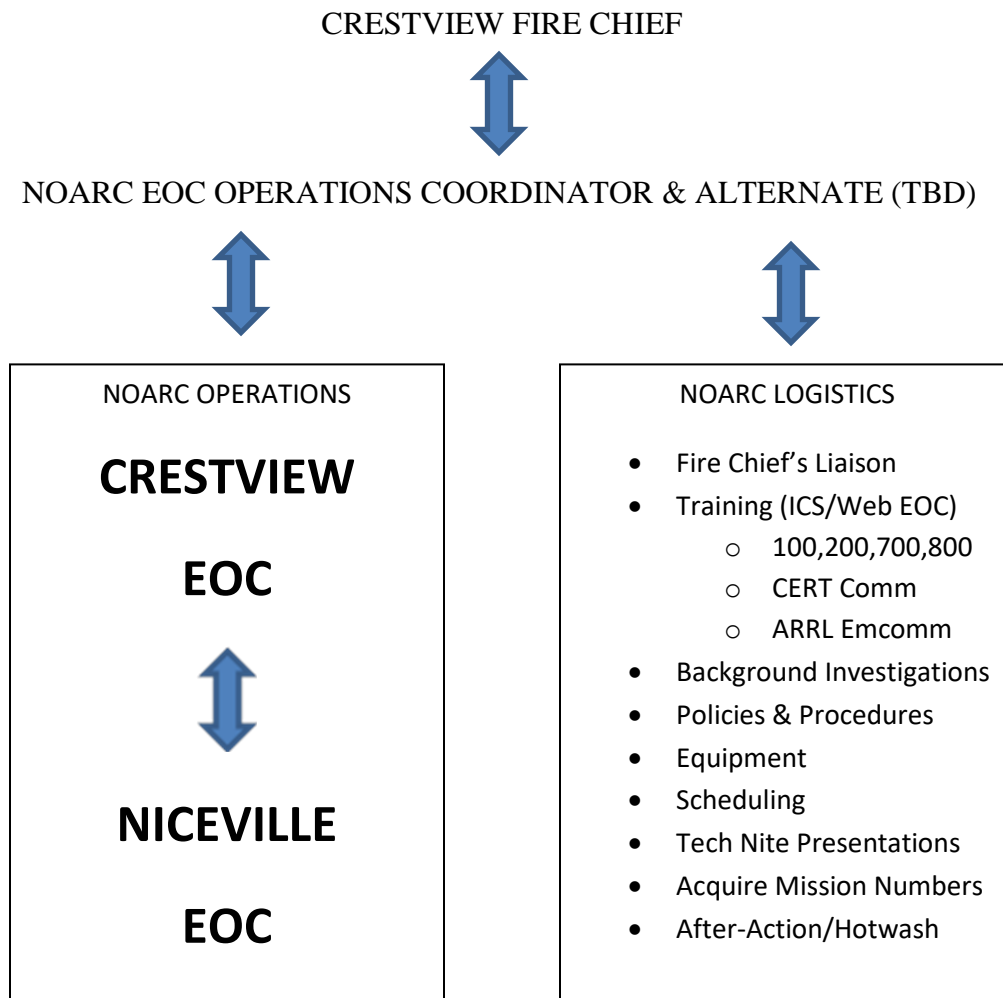 CRESTVIEW FIRE CHIEF
NOARC EOC OPERATIONS COORDINATOR & ALTERNATE (TBD)
NOARC OPERATIONS
CRESTVIEW
EOC
NICEVILLE
EOC
NOARC LOGISTICS
• Fire Chief’s Liaison
• Training (ICS/Web EOC)
o 100,200,700,800
o CERT Comm
o ARRL Emcomm
• Background Investigations
• Policies & Procedures
• Equipment
• Scheduling
• Tech Nite Presentations
• Acquire Mission Numbers
• After-Action/Hotwash